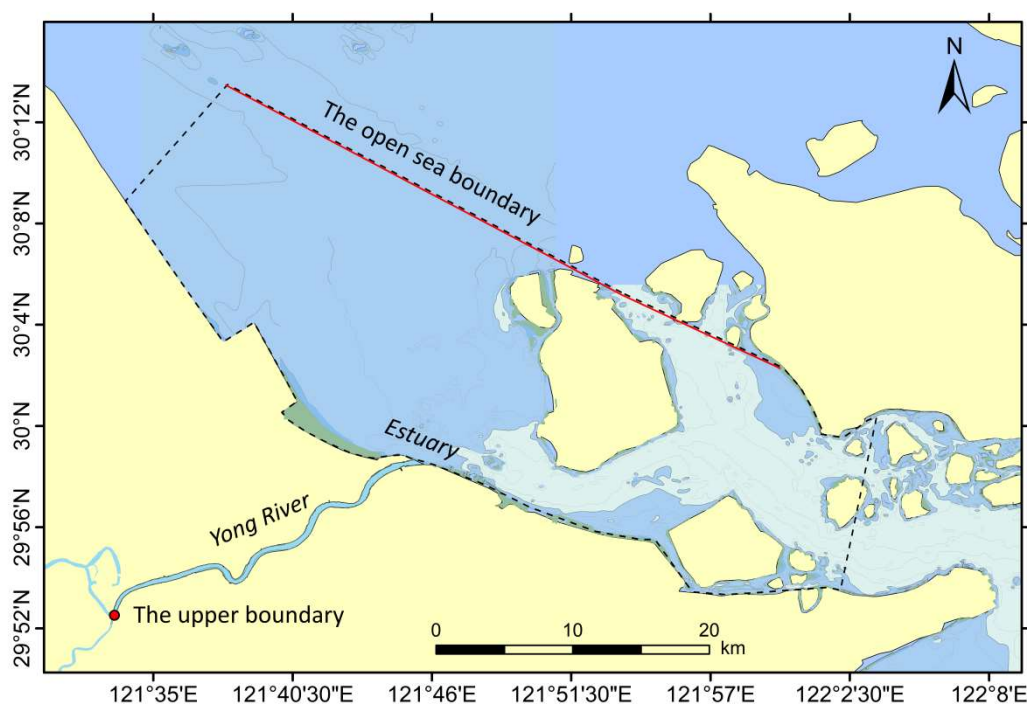 N
The open sea boundary
Estuary
Yong River
The upper boundary
0 10 20
km
30°12'N
30°8'N
30°4'N
30°N
29°56'N
29°52'N
121°35'E 121°40'30"E 121°46'E 121°51'30"E 121°57'E 122°2'30"E 122°8'E